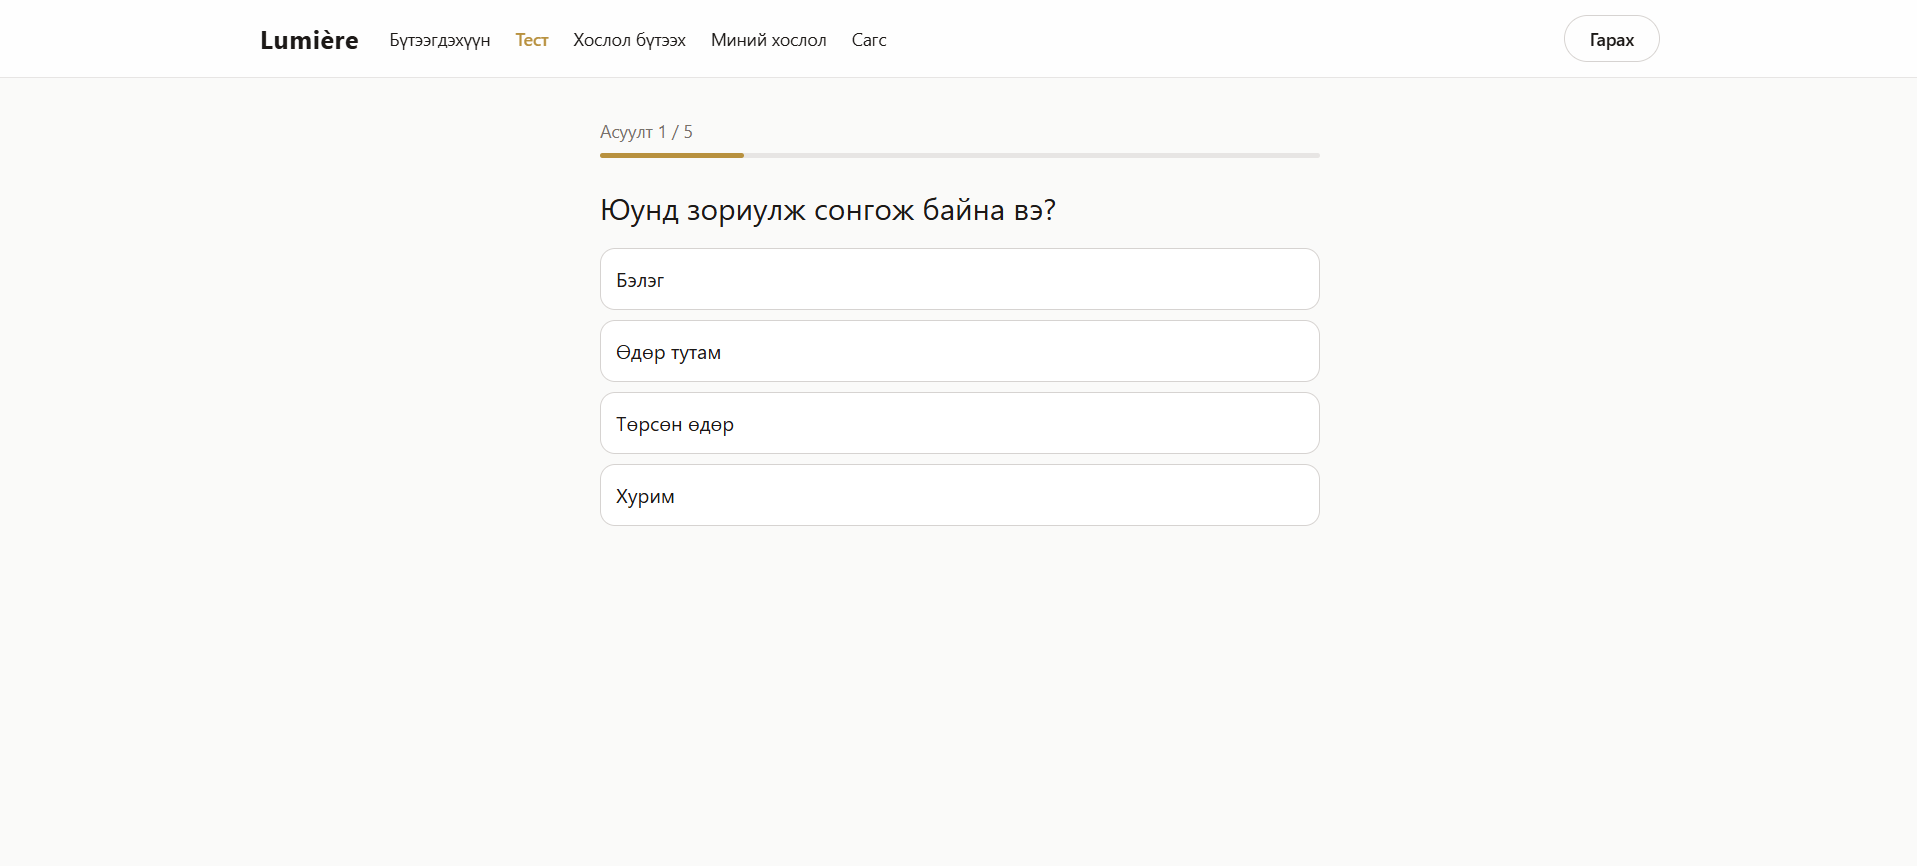 Lumière Бүтээгдэхүүн Тест Хослол бүтээх Миний хослол Сагс Гарах
Асуулт 1 / 5
Юунд зориулж сонгож байна вэ?
Бэлэг
Өдөр тутам
Төрсөн өдөр
Хурим